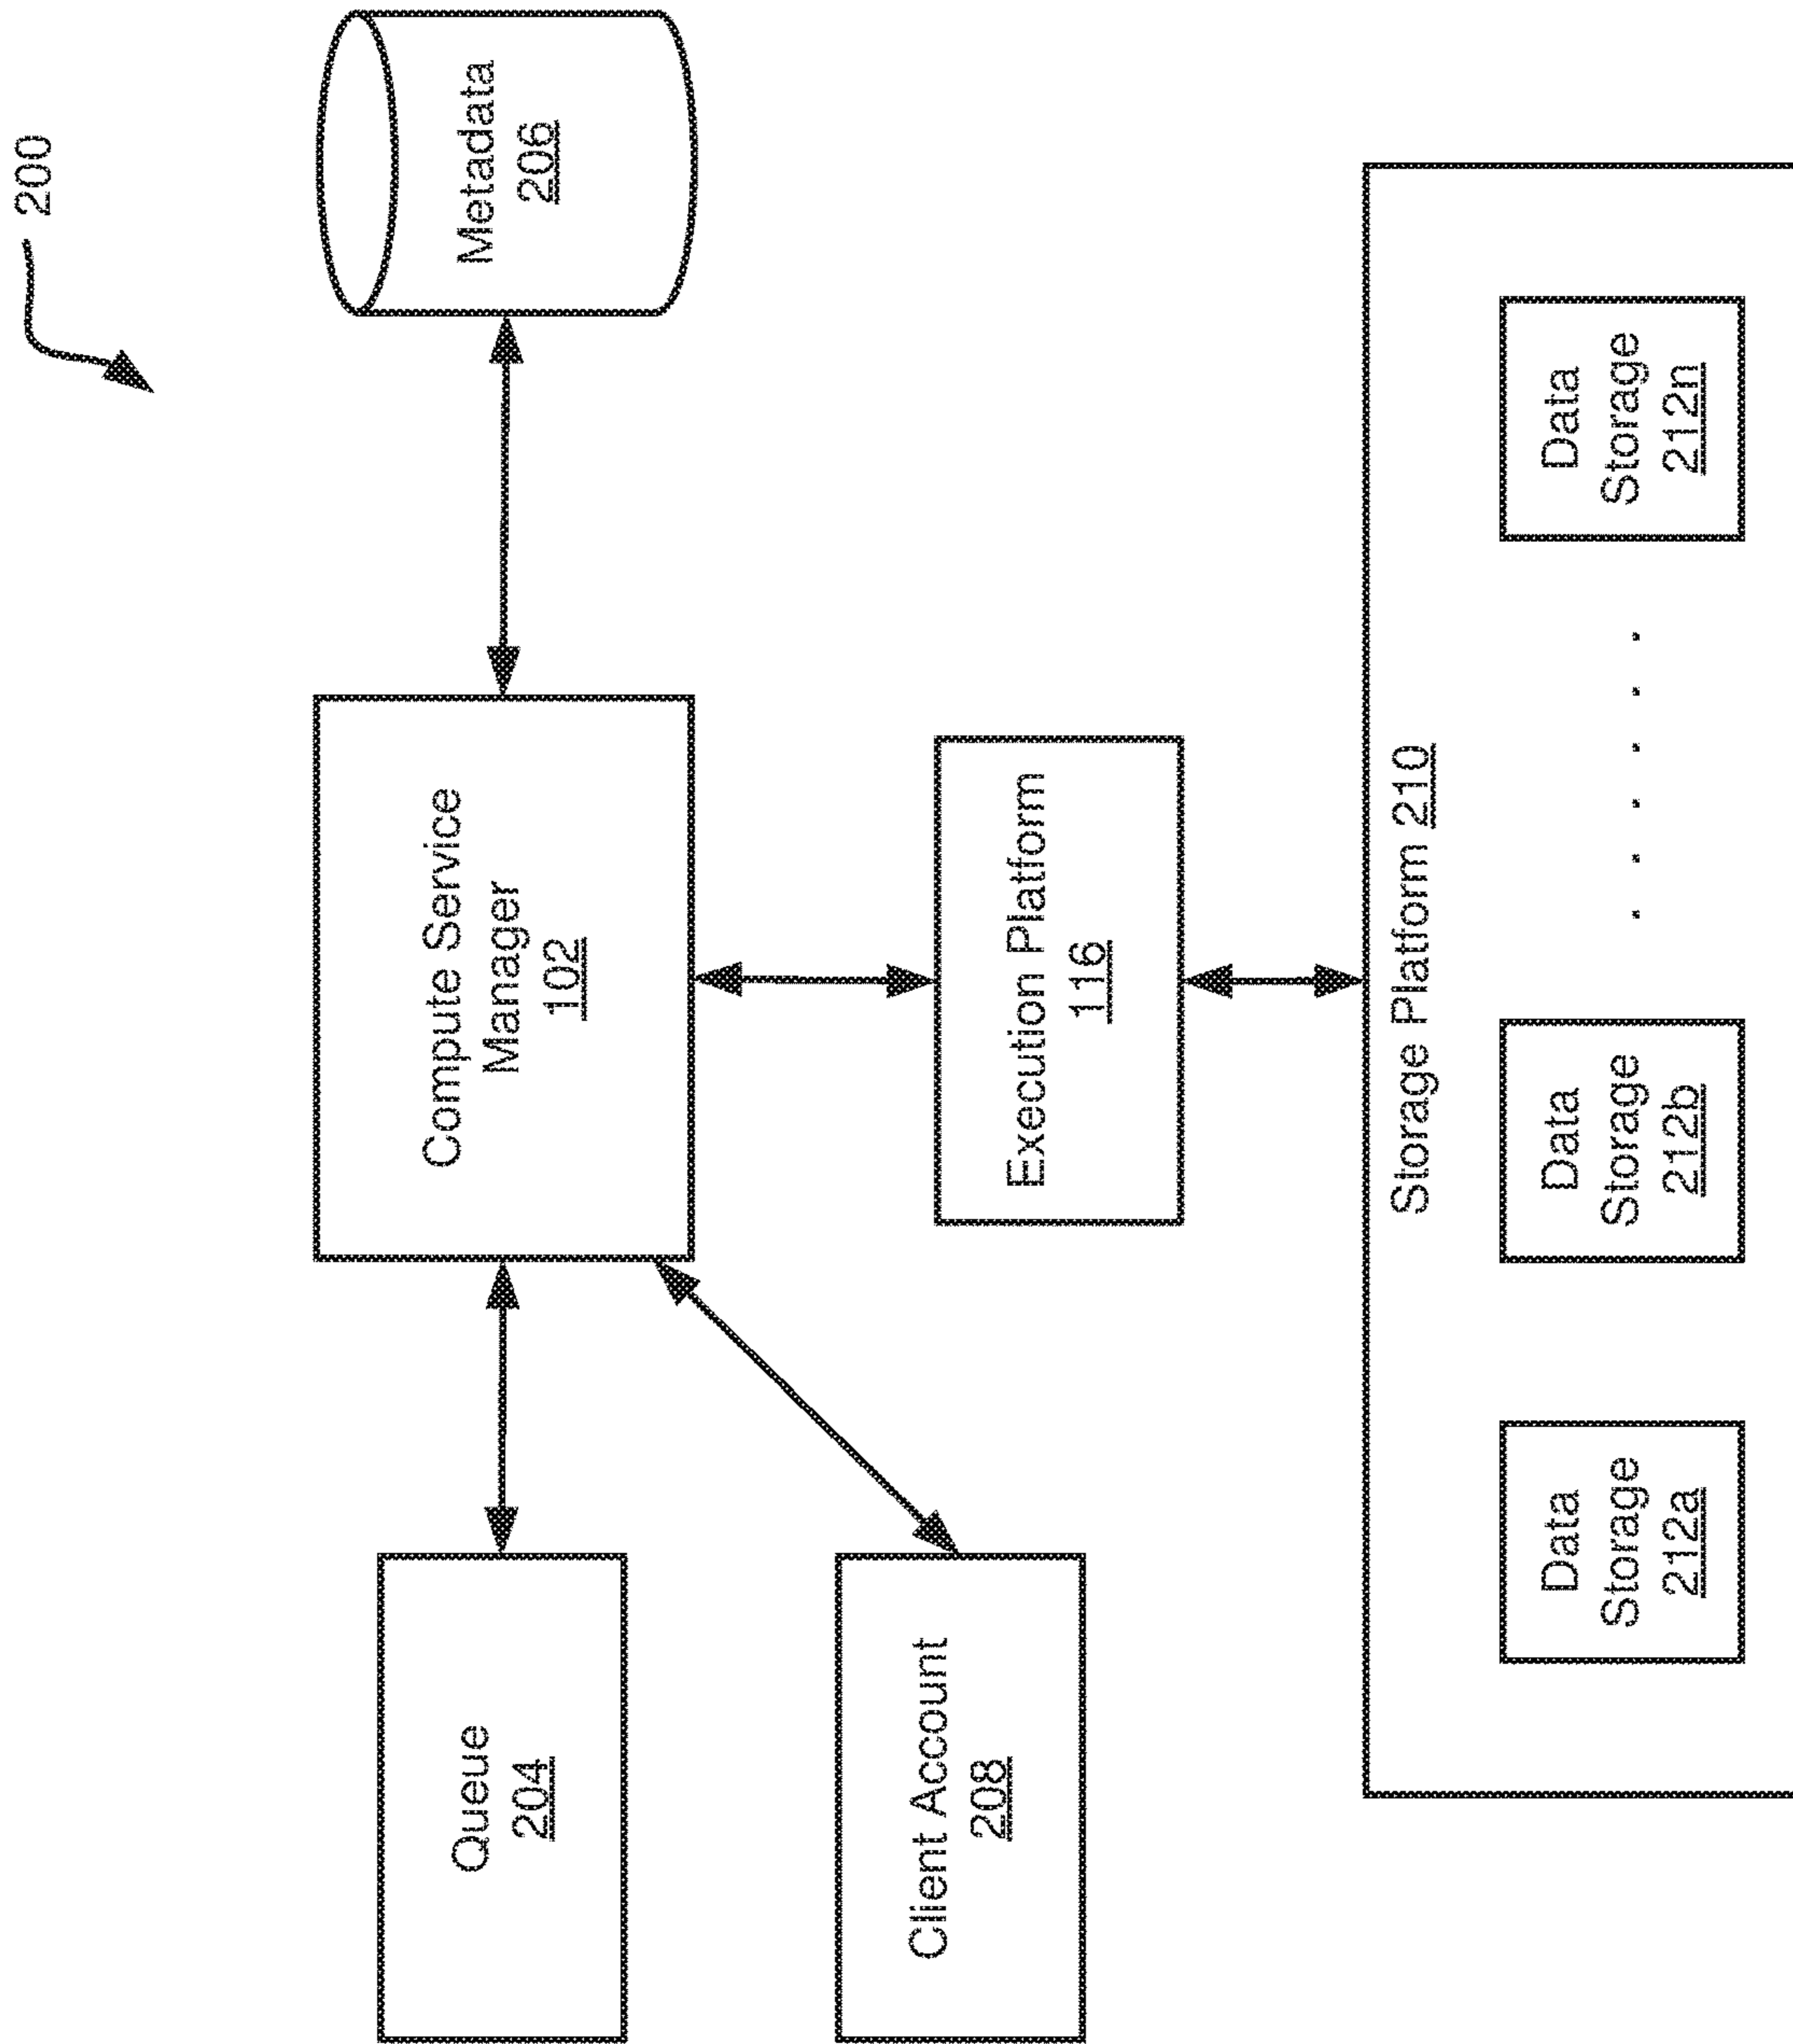 200
Queue
204
Compute Service
Manager
102
Metadata
206
Client Account
208
Execution Platform
116
Storage Platform 210
Data
Storage
212a
Data
Storage
212b
. . . . . .
Data
Storage
212n